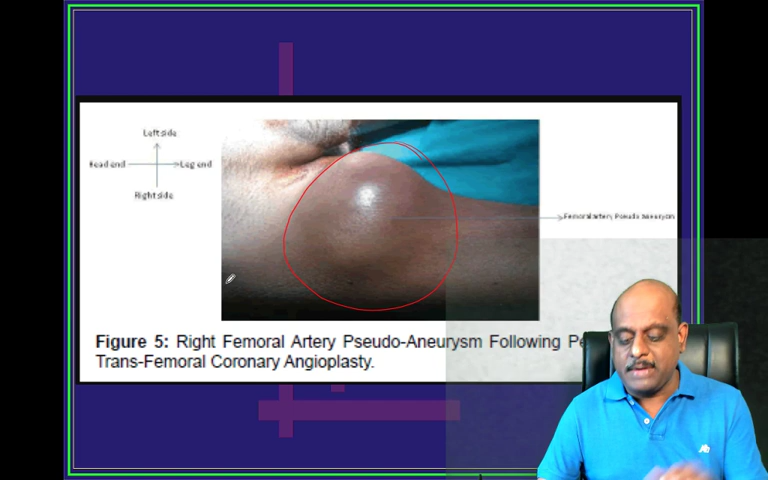 Left side
Head end
Leg end
Right side
Femoral artery Pseudo Aneurysm
Figure 5: Right Femoral Artery Pseudo-Aneurysm Following Pe
Trans-Femoral Coronary Angioplasty.